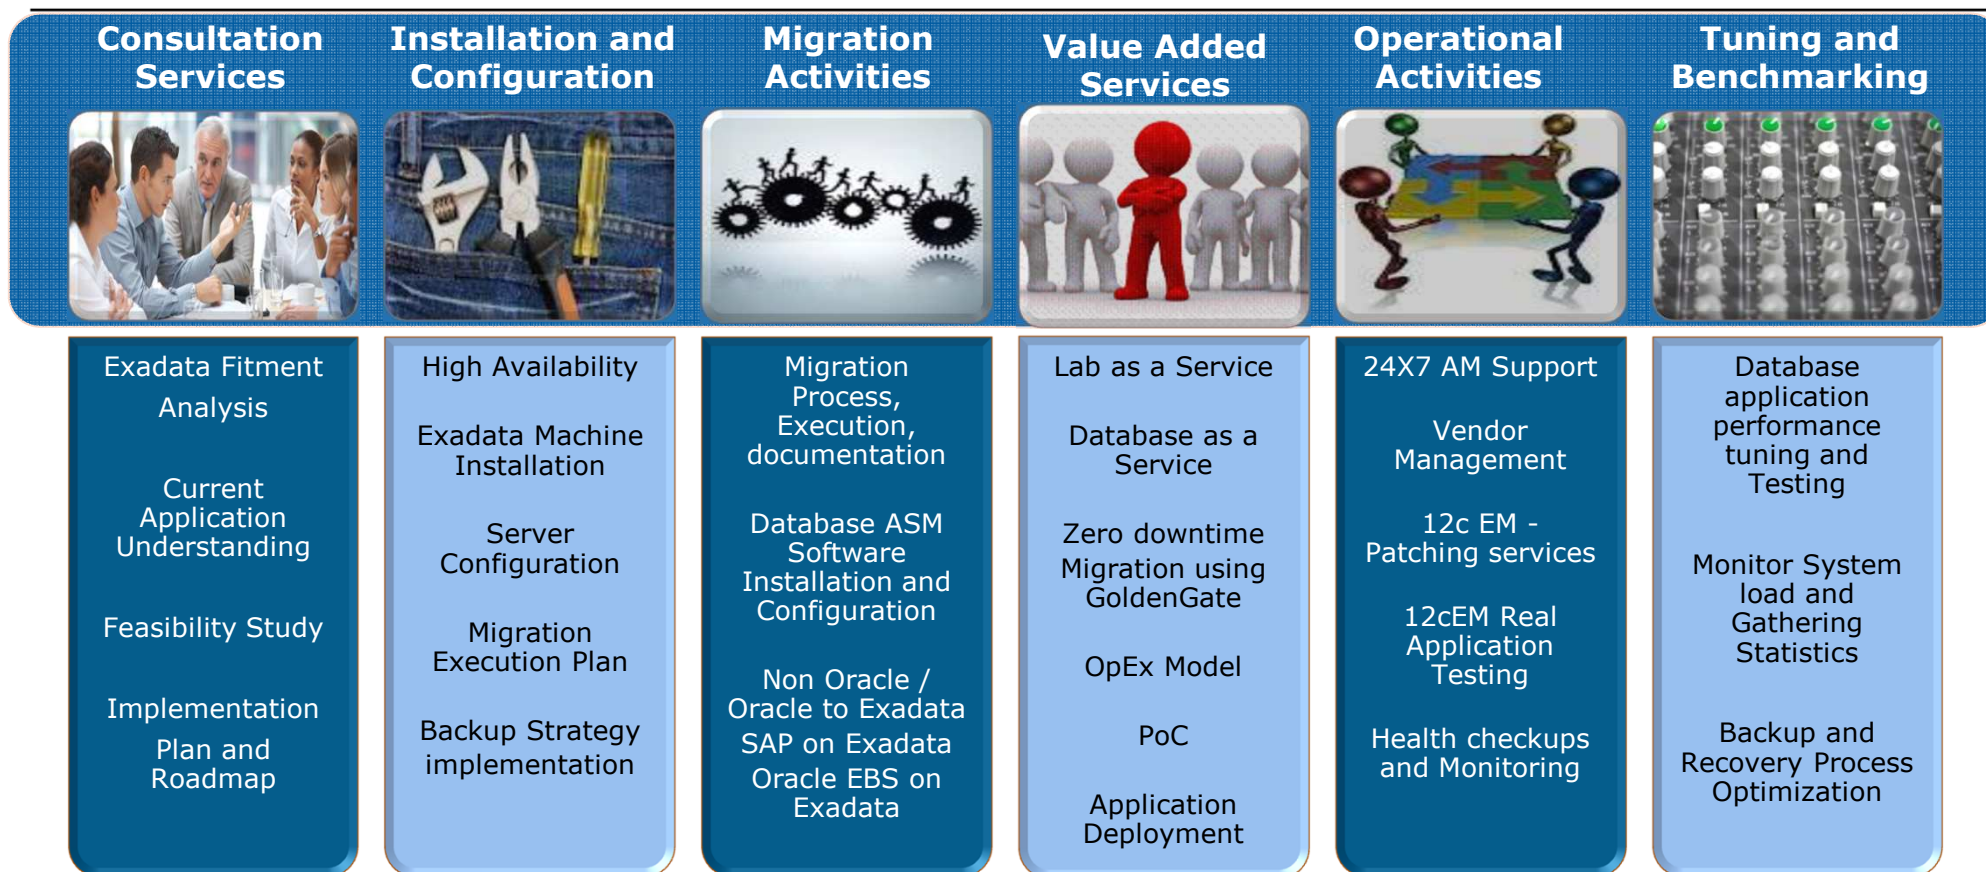 Consultation
Services
Installation and
Configuration
Migration
Activities
Value Added
Services
Operational
Activities
Tuning and
Benchmarking
Exadata Fitment
Analysis
Current
Application
Understanding
Feasibility Study
Implementation
Plan and
Roadmap
High Availability
Exadata Machine
Installation
Server
Configuration
Migration
Execution Plan
Backup Strategy
implementation
Migration
Process,
Execution,
documentation
Database ASM
Software
Installation and
Configuration
Non Oracle /
Oracle to Exadata
SAP on Exadata
Oracle EBS on
Exadata
Lab as a Service
Database as a
Service
Zero downtime
Migration using
GoldenGate
OpEx Model
PoC
Application
Deployment
24X7 AM Support
Vendor
Management
12c EM -
Patching services
12cEM Real
Application
Testing
Health checkups
and Monitoring
Database
application
performance
tuning and
Testing
Monitor System
load and
Gathering
Statistics
Backup and
Recovery Process
Optimization